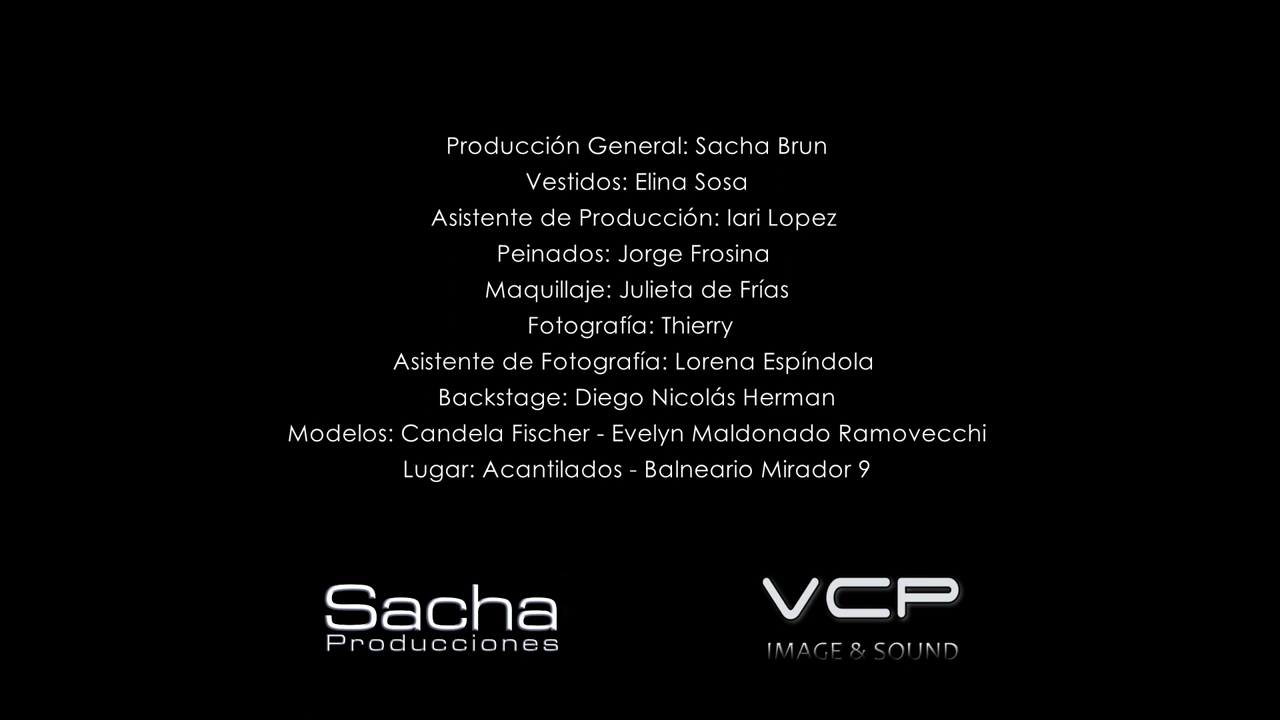 Producción General: Sacha Brun
Vestidos: Elina Sosa
Asistente de Producción: Iari Lopez
Peinados: Jorge Frosina
Maquillaje: Julieta de Frías
Fotografía: Thierry
Asistente de Fotografía: Lorena Espíndola
Backstage: Diego Nicolás Herman
Modelos: Candela Fischer - Evelyn Maldonado Ramovecchi
Lugar: Acantilados - Balneario Mirador 9
Sacha
Producciones
VCP
IMAGE & SOUND